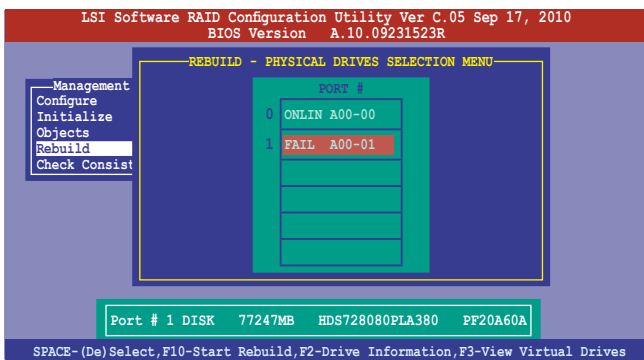 LSI Software RAID Configuration Utility Ver C.05 Sep 17, 2010
BIOS Version A.10.09231523R
REBUILD - PHYSICAL DRIVES SELECTION MENU
Management
Configure
Initialize
Objects
Rebuild
Check Consist
PORT #
0 ONLIN A00-00
1 FAIL A00-01
Port # 1 DISK 77247MB HDS728080PLA380 PF20A60A
SPACE-(De)Select,F10-Start Rebuild,F2-Drive Information,F3-View Virtual Drives